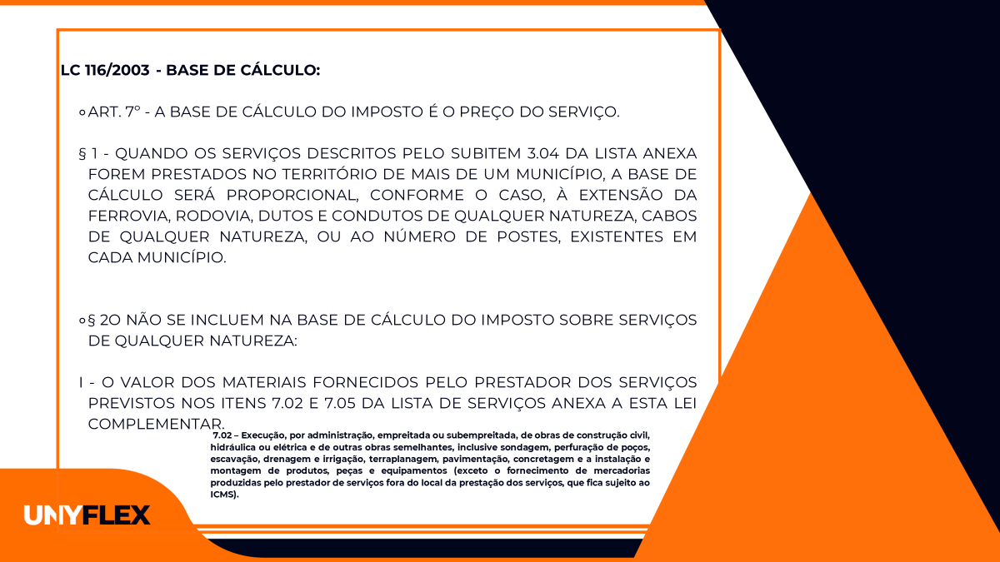 LC 116/2003 - BASE DE CÁLCULO:
ART. 7º - A BASE DE CÁLCULO DO IMPOSTO É O PREÇO DO SERVIÇO.
§ 1 - QUANDO OS SERVIÇOS DESCRITOS PELO SUBITEM 3.04 DA LISTA ANEXA
FOREM PRESTADOS NO TERRITÓRIO DE MAIS DE UM MUNICÍPIO, A BASE DE
CÁLCULO SERÁ PROPORCIONAL, CONFORME O CASO, À EXTENSÃO DA
FERROVIA, RODOVIA, DUTOS E CONDUTOS DE QUALQUER NATUREZA, CABOS
DE QUALQUER NATUREZA, OU AO NÚMERO DE POSTES, EXISTENTES EM
CADA MUNICÍPIO.
§ 2O NÃO SE INCLUEM NA BASE DE CÁLCULO DO IMPOSTO SOBRE SERVIÇOS
DE QUALQUER NATUREZA:
I - O VALOR DOS MATERIAIS FORNECIDOS PELO PRESTADOR DOS SERVIÇOS
PREVISTOS NOS ITENS 7.02 E 7.05 DA LISTA DE SERVIÇOS ANEXA A ESTA LEI
COMPLEMENTAR.
7.02 – Execução, por administração, empreitada ou subempreitada, de obras de construção civil,
hidráulica ou elétrica e de outras obras semelhantes, inclusive sondagem, perfuração de poços,
escavação, drenagem e irrigação, terraplanagem, pavimentação, concretagem e a instalação e
montagem de produtos, peças e equipamentos (exceto o fornecimento de mercadorias
produzidas pelo prestador de serviços fora do local da prestação dos serviços, que fica sujeito ao
ICMS).
UNYFLEX